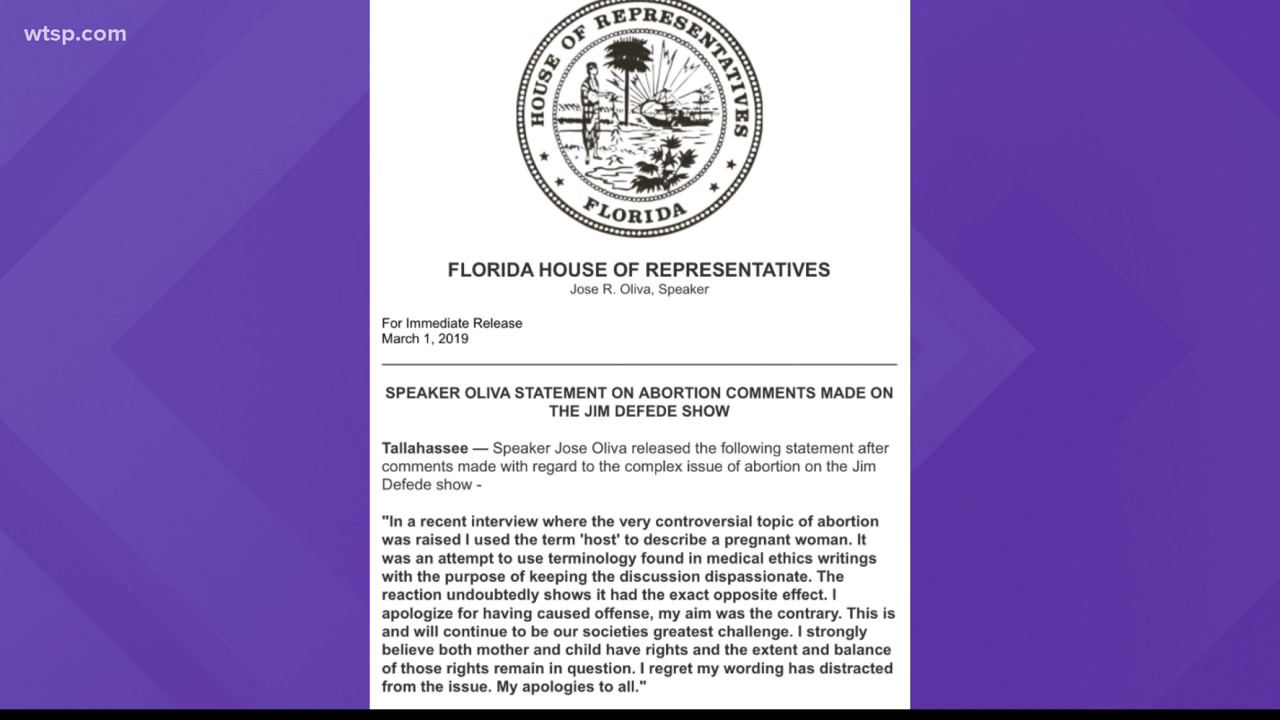 wtsp.com
HOUSE OF REPRESENTATIVES
FLORIDA
FLORIDA HOUSE OF REPRESENTATIVES
Jose R. Oliva, Speaker
For Immediate Release
March 1, 2019
SPEAKER OLIVA STATEMENT ON ABORTION COMMENTS MADE ON
THE JIM DEFEDE SHOW
Tallahassee — Speaker Jose Oliva released the following statement after
comments made with regard to the complex issue of abortion on the Jim
Defede show -
"In a recent interview where the very controversial topic of abortion
was raised I used the term 'host' to describe a pregnant woman. It
was an attempt to use terminology found in medical ethics writings
with the purpose of keeping the discussion dispassionate. The
reaction undoubtedly shows it had the exact opposite effect. I
apologize for having caused offense, my aim was the contrary. This is
and will continue to be our societies greatest challenge. I strongly
believe both mother and child have rights and the extent and balance
of those rights remain in question. I regret my wording has distracted
from the issue. My apologies to all."